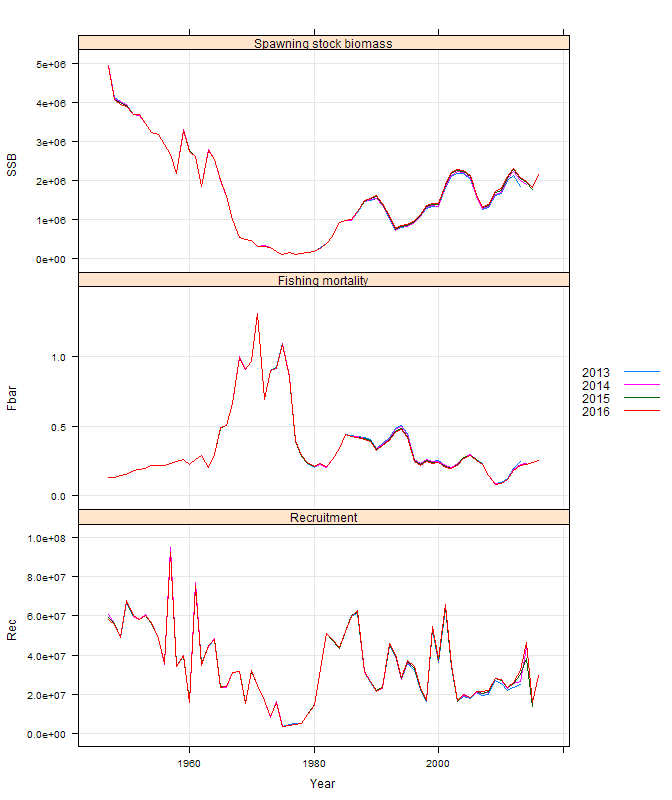 Spawning stock biomass
5e+06
4e+06
3e+06
2e+06
1e+06
0e+00
SSB
Fishing mortality
1.0
0.5
0.0
Fbar
2013
2014
2015
2016
Recruitment
1.0e+08
8.0e+07
6.0e+07
4.0e+07
2.0e+07
0.0e+00
Rec
1960 1980 2000
Year